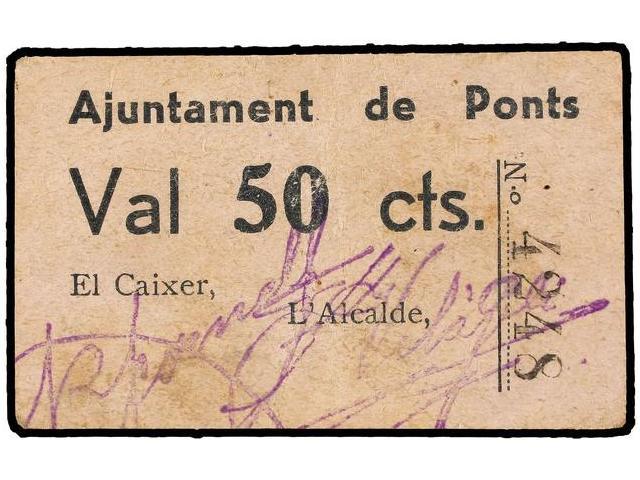 Ajuntament de Ponts
Val 50 cts.
El Caixer,
L'Alcalde,
N.º 4248